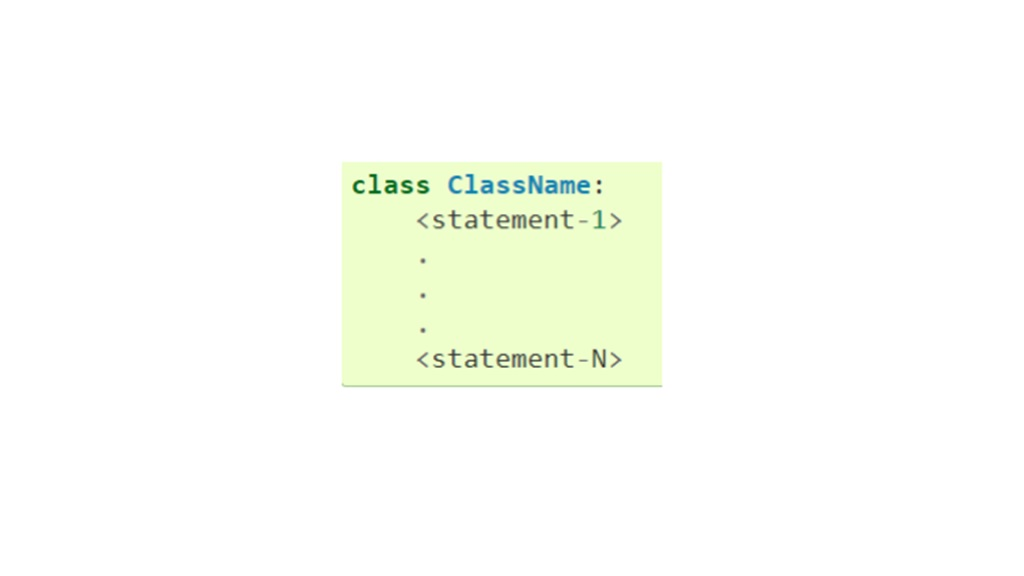 class ClassName:
    <statement-1>
    .
    .
    .
    <statement-N>